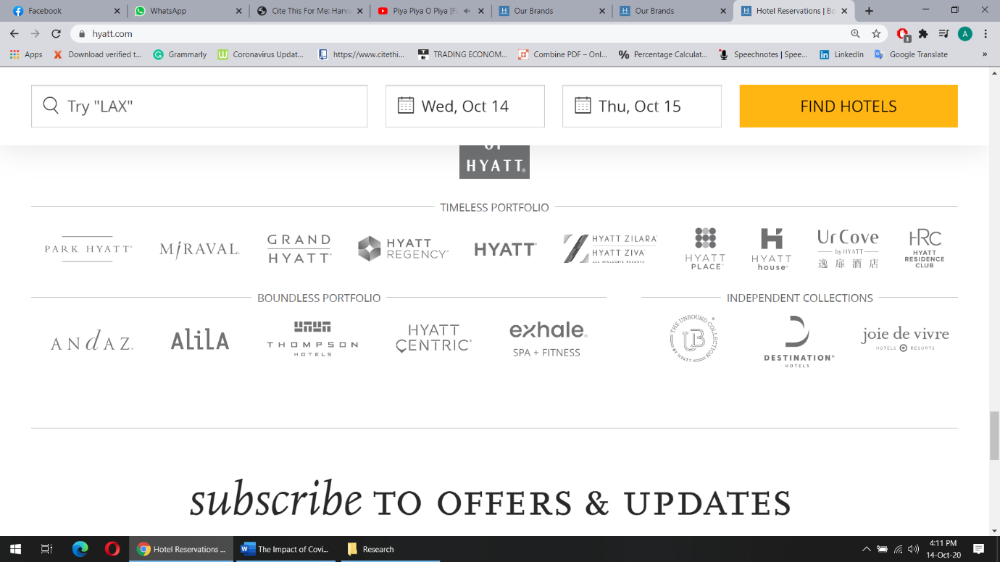 Facebook
WhatsApp
Cite This For Me: Harva
Piya Piya O Piya [F
Our Brands
Our Brands
Hotel Reservations | Bo
hyatt.com
3
A
Apps
Download verified t...
Grammarly
Coronavirus Updat...
https://www.citethi...
TRADING ECONOM...
Combine PDF – Onl...
Percentage Calculat...
Speechnotes | Spee...
LinkedIn
Google Translate
»
Try "LAX"
Wed, Oct 14
Thu, Oct 15
FIND HOTELS
OF
HYATT®
TIMELESS PORTFOLIO
PARK HYATT®
MIRAVAL.
GRAND
HYATT®
HYATT
REGENCY®
HYATT®
HYATT ZILARA®
HYATT ZIVA®
ALL INCLUSIVE RESORTS
HYATT
PLACE®
HYATT
house®
UrCove
by HYATT
逸 扉 酒 店
HRC
HYATT
RESIDENCE
CLUB
BOUNDLESS PORTFOLIO
INDEPENDENT COLLECTIONS
ANdAZ.
ALiLA
THOMPSON
HOTELS
HYATT
CENTRIC®
exhale®
SPA + FITNESS
THE UNBOUND COLLECTION®
UB
BY HYATT
DESTINATION®
HOTELS
joie de vivre
HOTELS RESORTS
subscribe TO OFFERS & UPDATES
Hotel Reservations ...
The Impact of Covi...
Research
4:11 PM
14-Oct-20